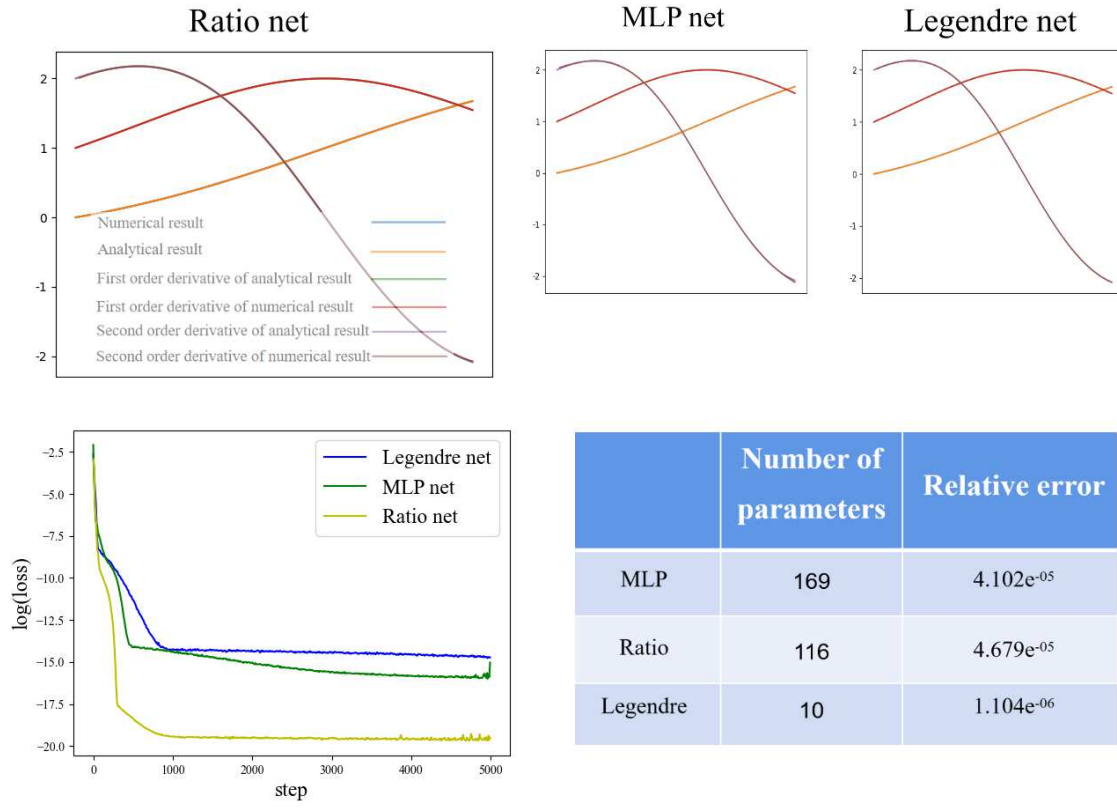 Ratio net
MLP net
Legendre net
2
1
0
-1
-2
Numerical result
Analytical result
First order derivative of analytical result
First order derivative of numerical result
Second order derivative of analytical result
Second order derivative of numerical result
2
1
0
-1
-2
2
1
0
-1
-2
log(loss)
−2.5
−5.0
−7.5
−10.0
−12.5
−15.0
−17.5
−20.0
Legendre net
MLP net
Ratio net
0 1000 2000 3000 4000 5000
step
Number of parameters Relative error
MLP 169 4.102e-05
Ratio 116 4.679e-05
Legendre 10 1.104e-06